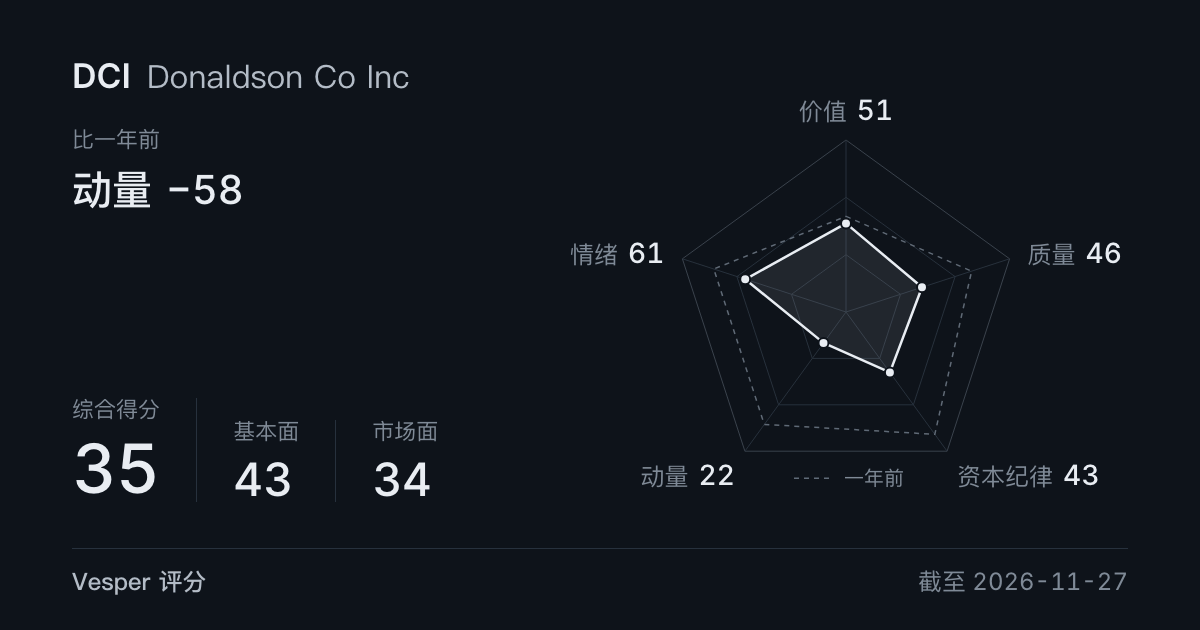 DCI Donaldson Co Inc
比一年前
动量 −58
价值 51
情绪 61
质量 46
动量 22
一年前
资本纪律 43
综合得分
35
基本面
43
市场面
34
Vesper 评分
截至 2026-11-27